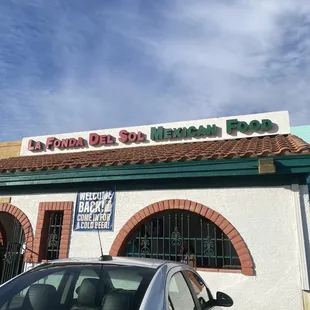 La Fonda Del Sol Mexican Food
WELCOME
BACK!
COME IN FOR
A COLD BEER!